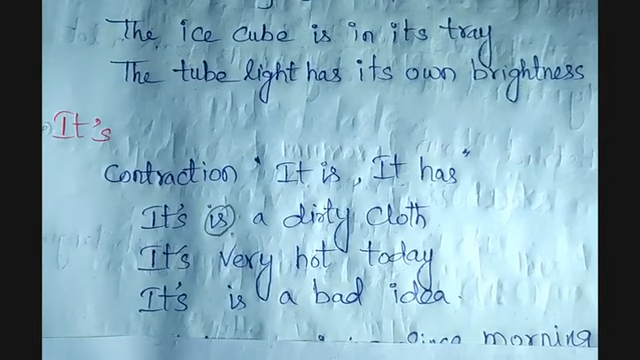 The ice cube is in its tray
The tube light has its own brightness
It's
Contraction "It is, It has"
It's is a dirty cloth
It's very hot today
It's is a bad idea.
since morning